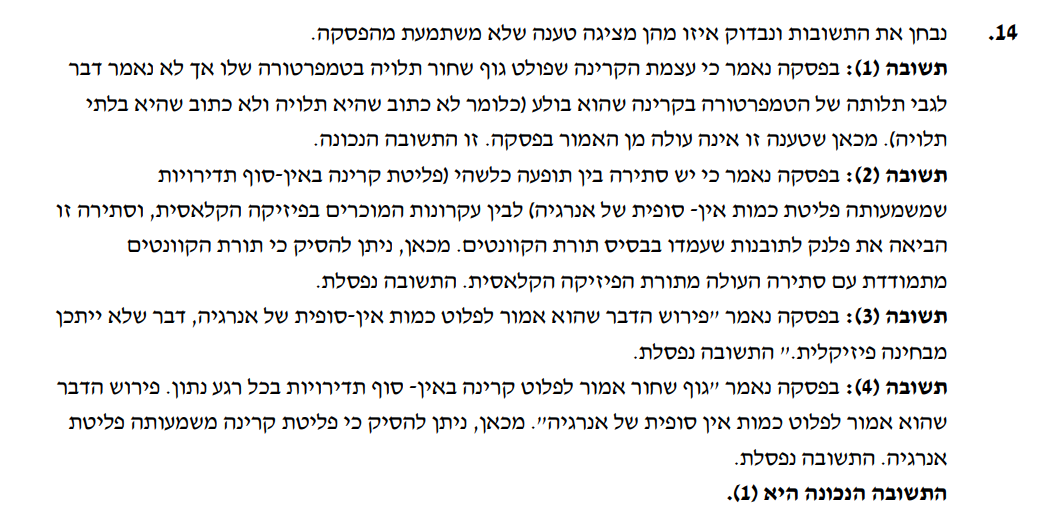 14. נבחן את התשובות ונבדוק איזו מהן מציגה טענה שלא משתמעת מהפסקה.
תשובה (1): בפסקה נאמר כי עצמת הקרינה שפולט גוף שחור תלויה בטמפרטורה שלו אך לא נאמר דבר
לגבי תלותה של הטמפרטורה בקרינה שהוא בולע (כלומר לא כתוב שהיא תלויה ולא כתוב שהיא בלתי
תלויה). מכאן שטענה זו אינה עולה מן האמור בפסקה. זו התשובה הנכונה.
תשובה (2): בפסקה נאמר כי יש סתירה בין תופעה כלשהי (פליטת קרינה באין-סוף תדירויות
שמשמעותה פליטת כמות אין- סופית של אנרגיה) לבין עקרונות המוכרים בפיזיקה הקלאסית, וסתירה זו
הביאה את פלנק לתובנות שעמדו בבסיס תורת הקוונטים. מכאן, ניתן להסיק כי תורת הקוונטים
מתמודדת עם סתירה העולה מתורת הפיזיקה הקלאסית. התשובה נפסלת.
תשובה (3): בפסקה נאמר "פירוש הדבר שהוא אמור לפלוט כמות אין-סופית של אנרגיה, דבר שלא ייתכן
מבחינה פיזיקלית." התשובה נפסלת.
תשובה (4): בפסקה נאמר "גוף שחור אמור לפלוט קרינה באין- סוף תדירויות בכל רגע נתון. פירוש הדבר
שהוא אמור לפלוט כמות אין סופית של אנרגיה". מכאן, ניתן להסיק כי פליטת קרינה משמעותה פליטת
אנרגיה. התשובה נפסלת.
התשובה הנכונה היא (1).